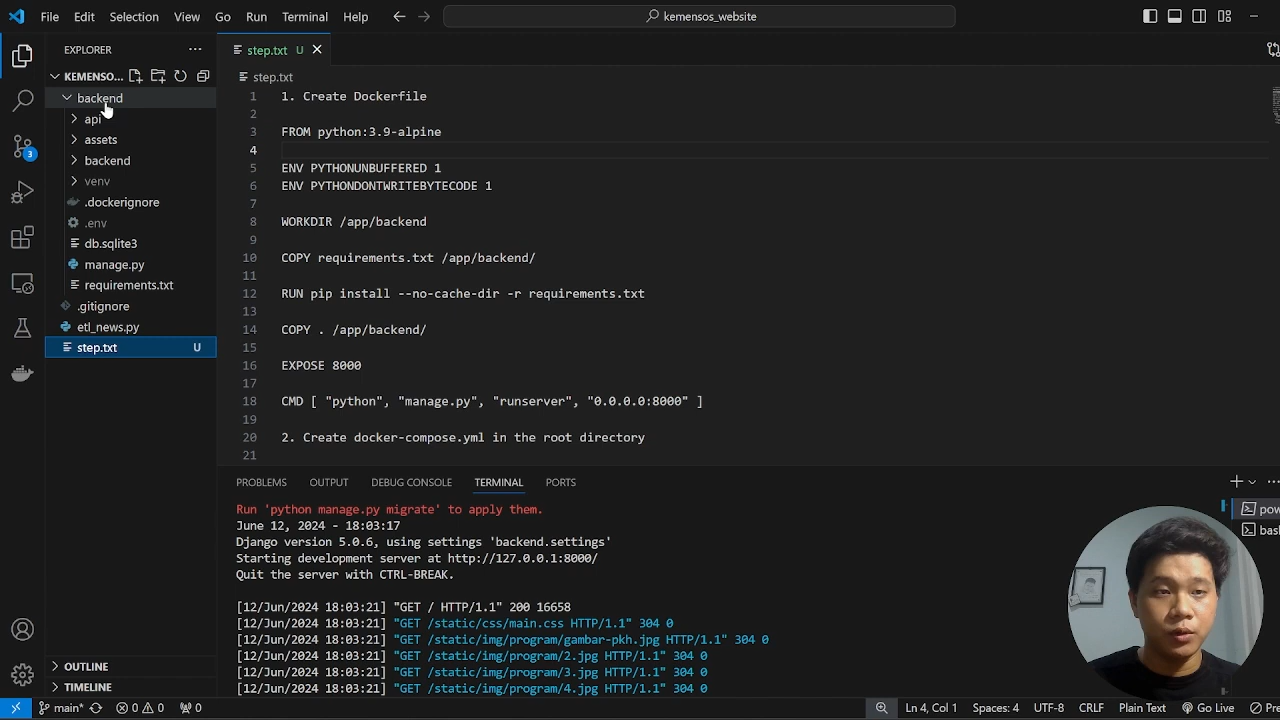 File Edit Selection View Go Run Terminal Help
kemensos_website
EXPLORER
KEMENSO...
backend
api
assets
backend
venv
.dockerignore
.env
db.sqlite3
manage.py
requirements.txt
.gitignore
etl_news.py
step.txt U
OUTLINE
TIMELINE
3
step.txt U
step.txt
1 1. Create Dockerfile
2
3 FROM python:3.9-alpine
4
5 ENV PYTHONUNBUFFERED 1
6 ENV PYTHONDONTWRITEBYTECODE 1
7
8 WORKDIR /app/backend
9
10 COPY requirements.txt /app/backend/
11
12 RUN pip install --no-cache-dir -r requirements.txt
13
14 COPY . /app/backend/
15
16 EXPOSE 8000
17
18 CMD [ "python", "manage.py", "runserver", "0.0.0.0:8000" ]
19
20 2. Create docker-compose.yml in the root directory
21
PROBLEMS OUTPUT DEBUG CONSOLE TERMINAL PORTS
Run 'python manage.py migrate' to apply them.
June 12, 2024 - 18:03:17
Django version 5.0.6, using settings 'backend.settings'
Starting development server at http://127.0.0.1:8000/
Quit the server with CTRL-BREAK.
[12/Jun/2024 18:03:21] "GET / HTTP/1.1" 200 16658
[12/Jun/2024 18:03:21] "GET /static/css/main.css HTTP/1.1" 304 0
[12/Jun/2024 18:03:21] "GET /static/img/program/gambar-pkh.jpg HTTP/1.1" 304 0
[12/Jun/2024 18:03:21] "GET /static/img/program/2.jpg HTTP/1.1" 304 0
[12/Jun/2024 18:03:21] "GET /static/img/program/3.jpg HTTP/1.1" 304 0
[12/Jun/2024 18:03:21] "GET /static/img/program/4.jpg HTTP/1.1" 304 0
pow
bas
main* 0 0 0 Ln 4, Col 1 Spaces: 4 UTF-8 CRLF Plain Text Go Live Pre